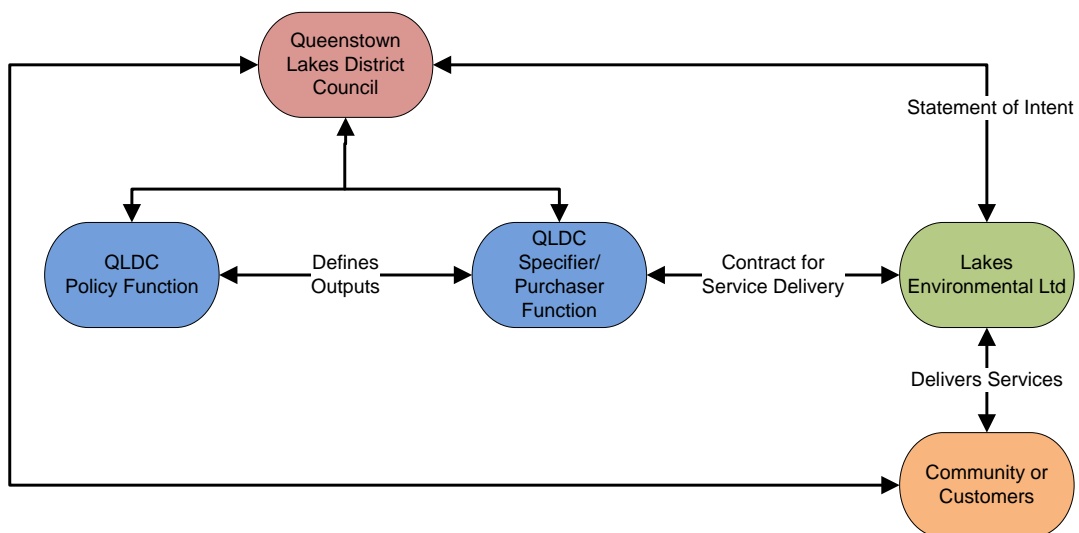 Queenstown
Lakes District
Council
Statement of Intent
QLDC
Policy Function
Defines
Outputs
QLDC
Specifier/
Purchaser
Function
Contract for
Service Delivery
Lakes
Environmental Ltd
Delivers Services
Community or
Customers